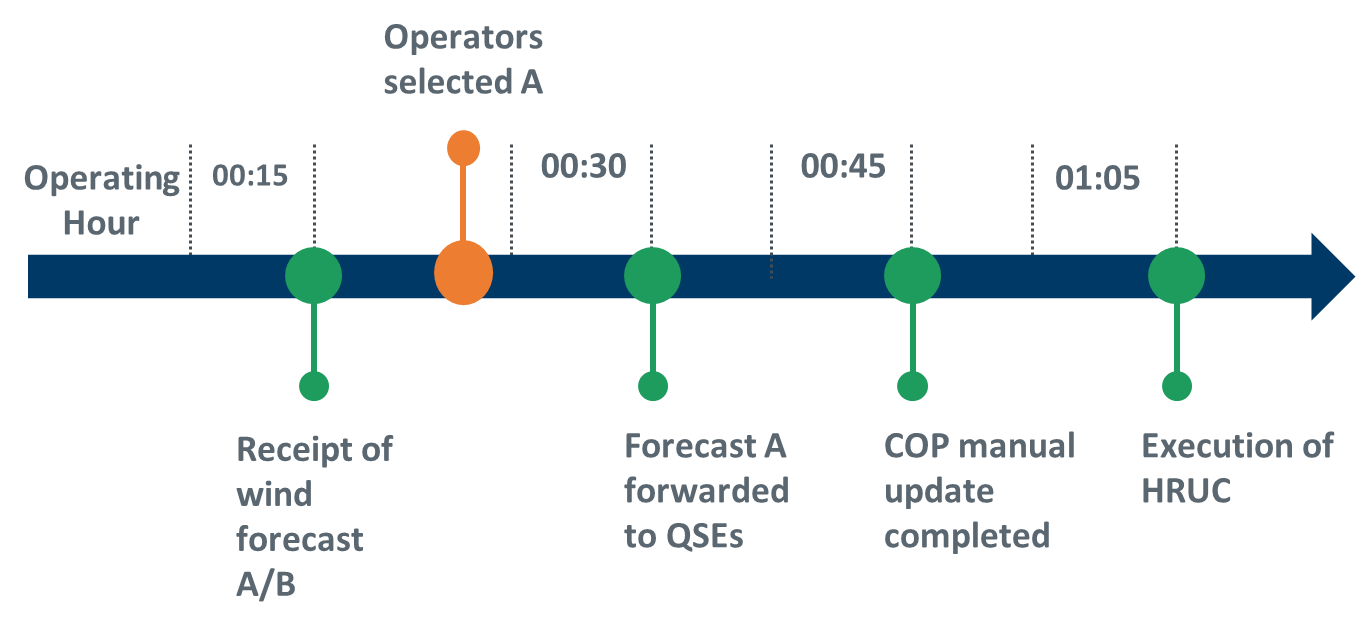 Operators
selected A
Operating
Hour
00:15
00:30
00:45
01:05
Receipt of
wind
forecast
A/B
Forecast A
forwarded
to QSEs
COP manual
update
completed
Execution of
HRUC